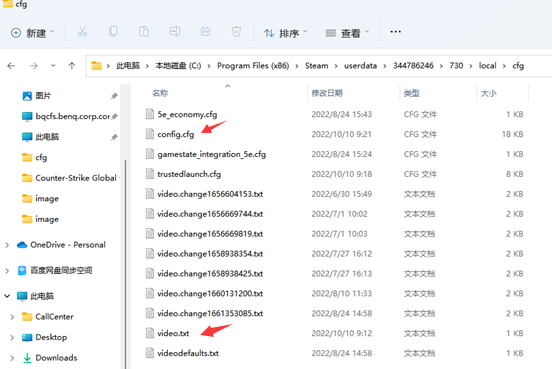 cfg
新建
排序
查看
此电脑 > 本地磁盘 (C:) > Program Files (x86) > Steam > userdata > 344786246 > 730 > local > cfg
名称 修改日期 类型 大小
图片
bqcfs.benq.corp.com
此电脑
cfg
Counter-Strike Global
image
image
OneDrive - Personal
百度网盘同步空间
此电脑
CallCenter
Desktop
Downloads
5e_economy.cfg 2022/8/24 15:43 CFG 文件 1 KB
config.cfg 2022/10/10 9:21 CFG 文件 18 KB
gamestate_integration_5e.cfg 2022/8/24 15:24 CFG 文件 1 KB
trustedlaunch.cfg 2022/10/10 9:18 CFG 文件 8 KB
video.change1656604153.txt 2022/6/30 15:49 文本文档 2 KB
video.change1656669744.txt 2022/7/1 10:02 文本文档 2 KB
video.change1656669819.txt 2022/7/1 10:03 文本文档 2 KB
video.change1658938354.txt 2022/7/27 16:12 文本文档 2 KB
video.change1658938425.txt 2022/7/27 16:13 文本文档 2 KB
video.change1660131200.txt 2022/8/10 11:33 文本文档 2 KB
video.change1661353085.txt 2022/8/24 14:58 文本文档 2 KB
video.txt 2022/10/10 9:12 文本文档 1 KB
videodefaults.txt 2022/8/24 14:58 文本文档 2 KB